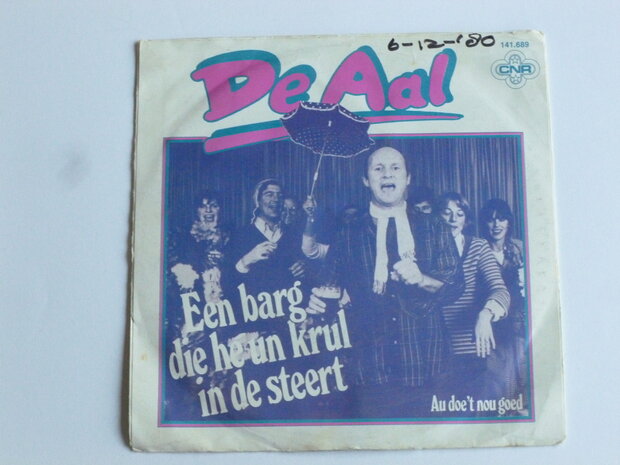 6-12-'80
141.689
De Aal
CNR
Een barg
die he un krul
in de steert
Au doe't nou goed